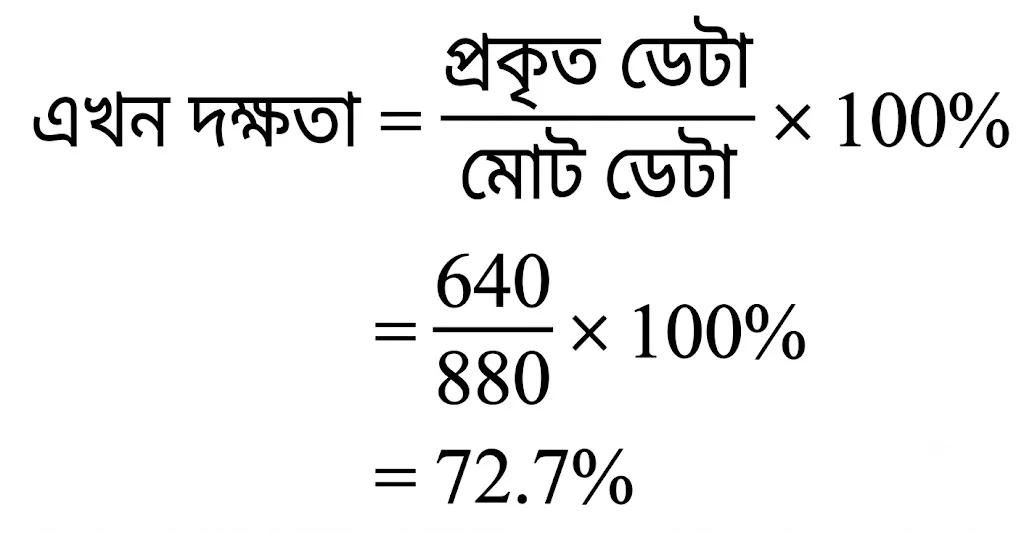 এখন দক্ষতা = প্রকৃত ডেটা / মোট ডেটা × 100%
= 640 / 880 × 100%
= 72.7%